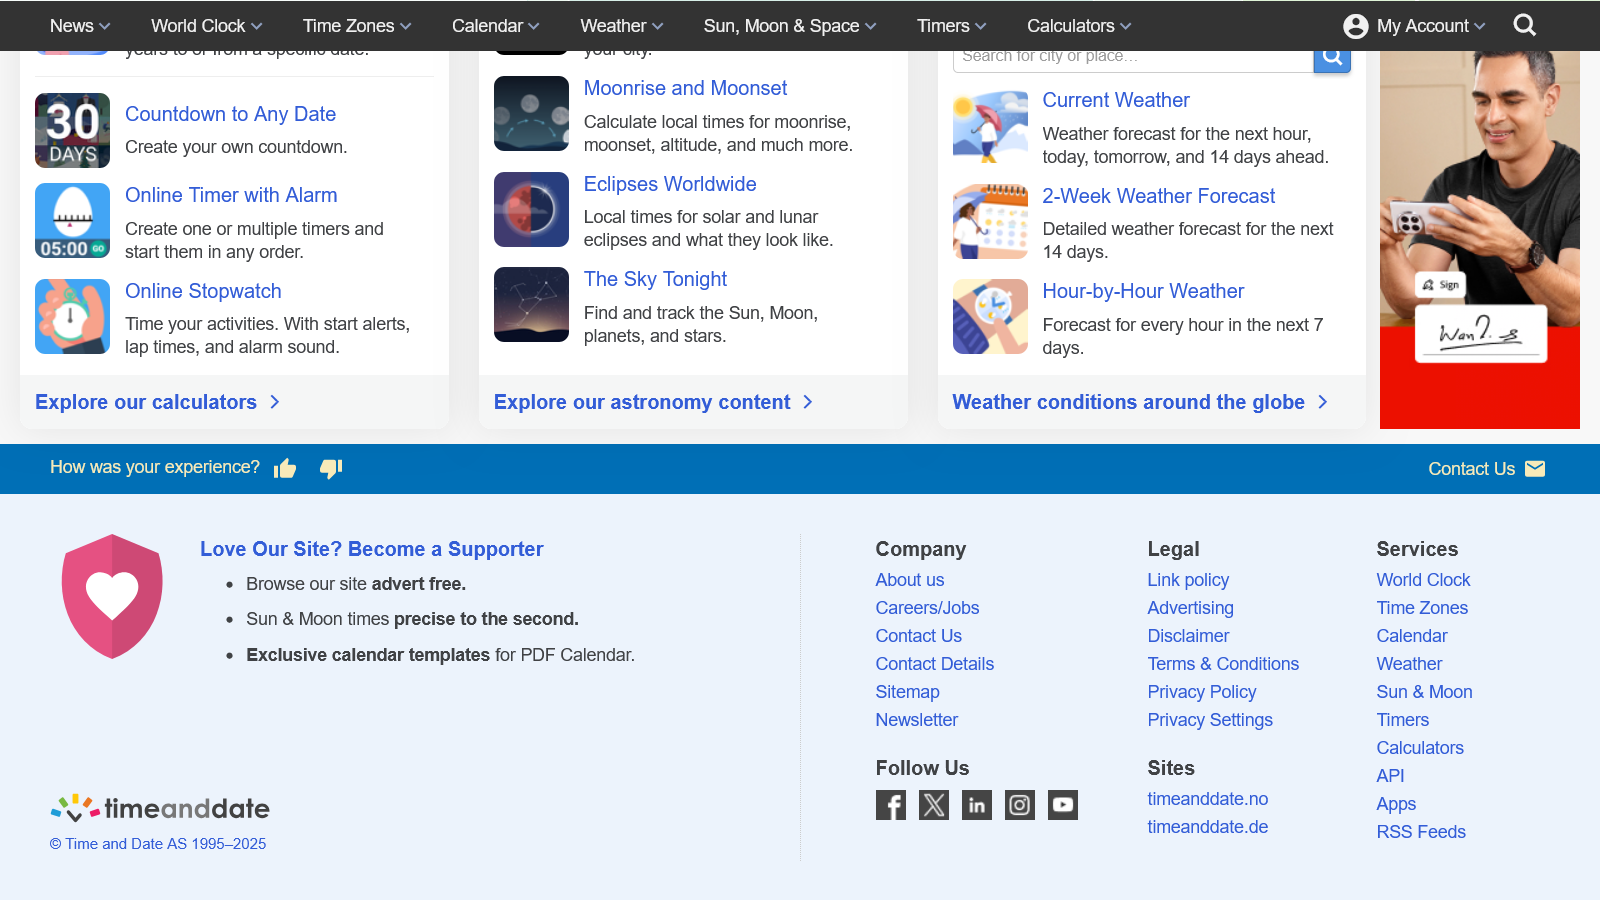 News World Clock Time Zones Calendar Weather Sun, Moon & Space Timers Calculators My Account
years to or from a specific date.
30
DAYS
Countdown to Any Date
Create your own countdown.
05:00 GO
Online Timer with Alarm
Create one or multiple timers and
start them in any order.
Online Stopwatch
Time your activities. With start alerts,
lap times, and alarm sound.
Explore our calculators
your city.
Moonrise and Moonset
Calculate local times for moonrise,
moonset, altitude, and much more.
Eclipses Worldwide
Local times for solar and lunar
eclipses and what they look like.
The Sky Tonight
Find and track the Sun, Moon,
planets, and stars.
Explore our astronomy content
Search for city or place...
Current Weather
Weather forecast for the next hour,
today, tomorrow, and 14 days ahead.
2-Week Weather Forecast
Detailed weather forecast for the next
14 days.
Hour-by-Hour Weather
Forecast for every hour in the next 7
days.
Weather conditions around the globe
Sign
How was your experience?
Contact Us
Love Our Site? Become a Supporter
• Browse our site advert free.
• Sun & Moon times precise to the second.
• Exclusive calendar templates for PDF Calendar.
timeanddate
© Time and Date AS 1995–2025
Company
About us
Careers/Jobs
Contact Us
Contact Details
Sitemap
Newsletter
Follow Us
Legal
Link policy
Advertising
Disclaimer
Terms & Conditions
Privacy Policy
Privacy Settings
Sites
timeanddate.no
timeanddate.de
Services
World Clock
Time Zones
Calendar
Weather
Sun & Moon
Timers
Calculators
API
Apps
RSS Feeds